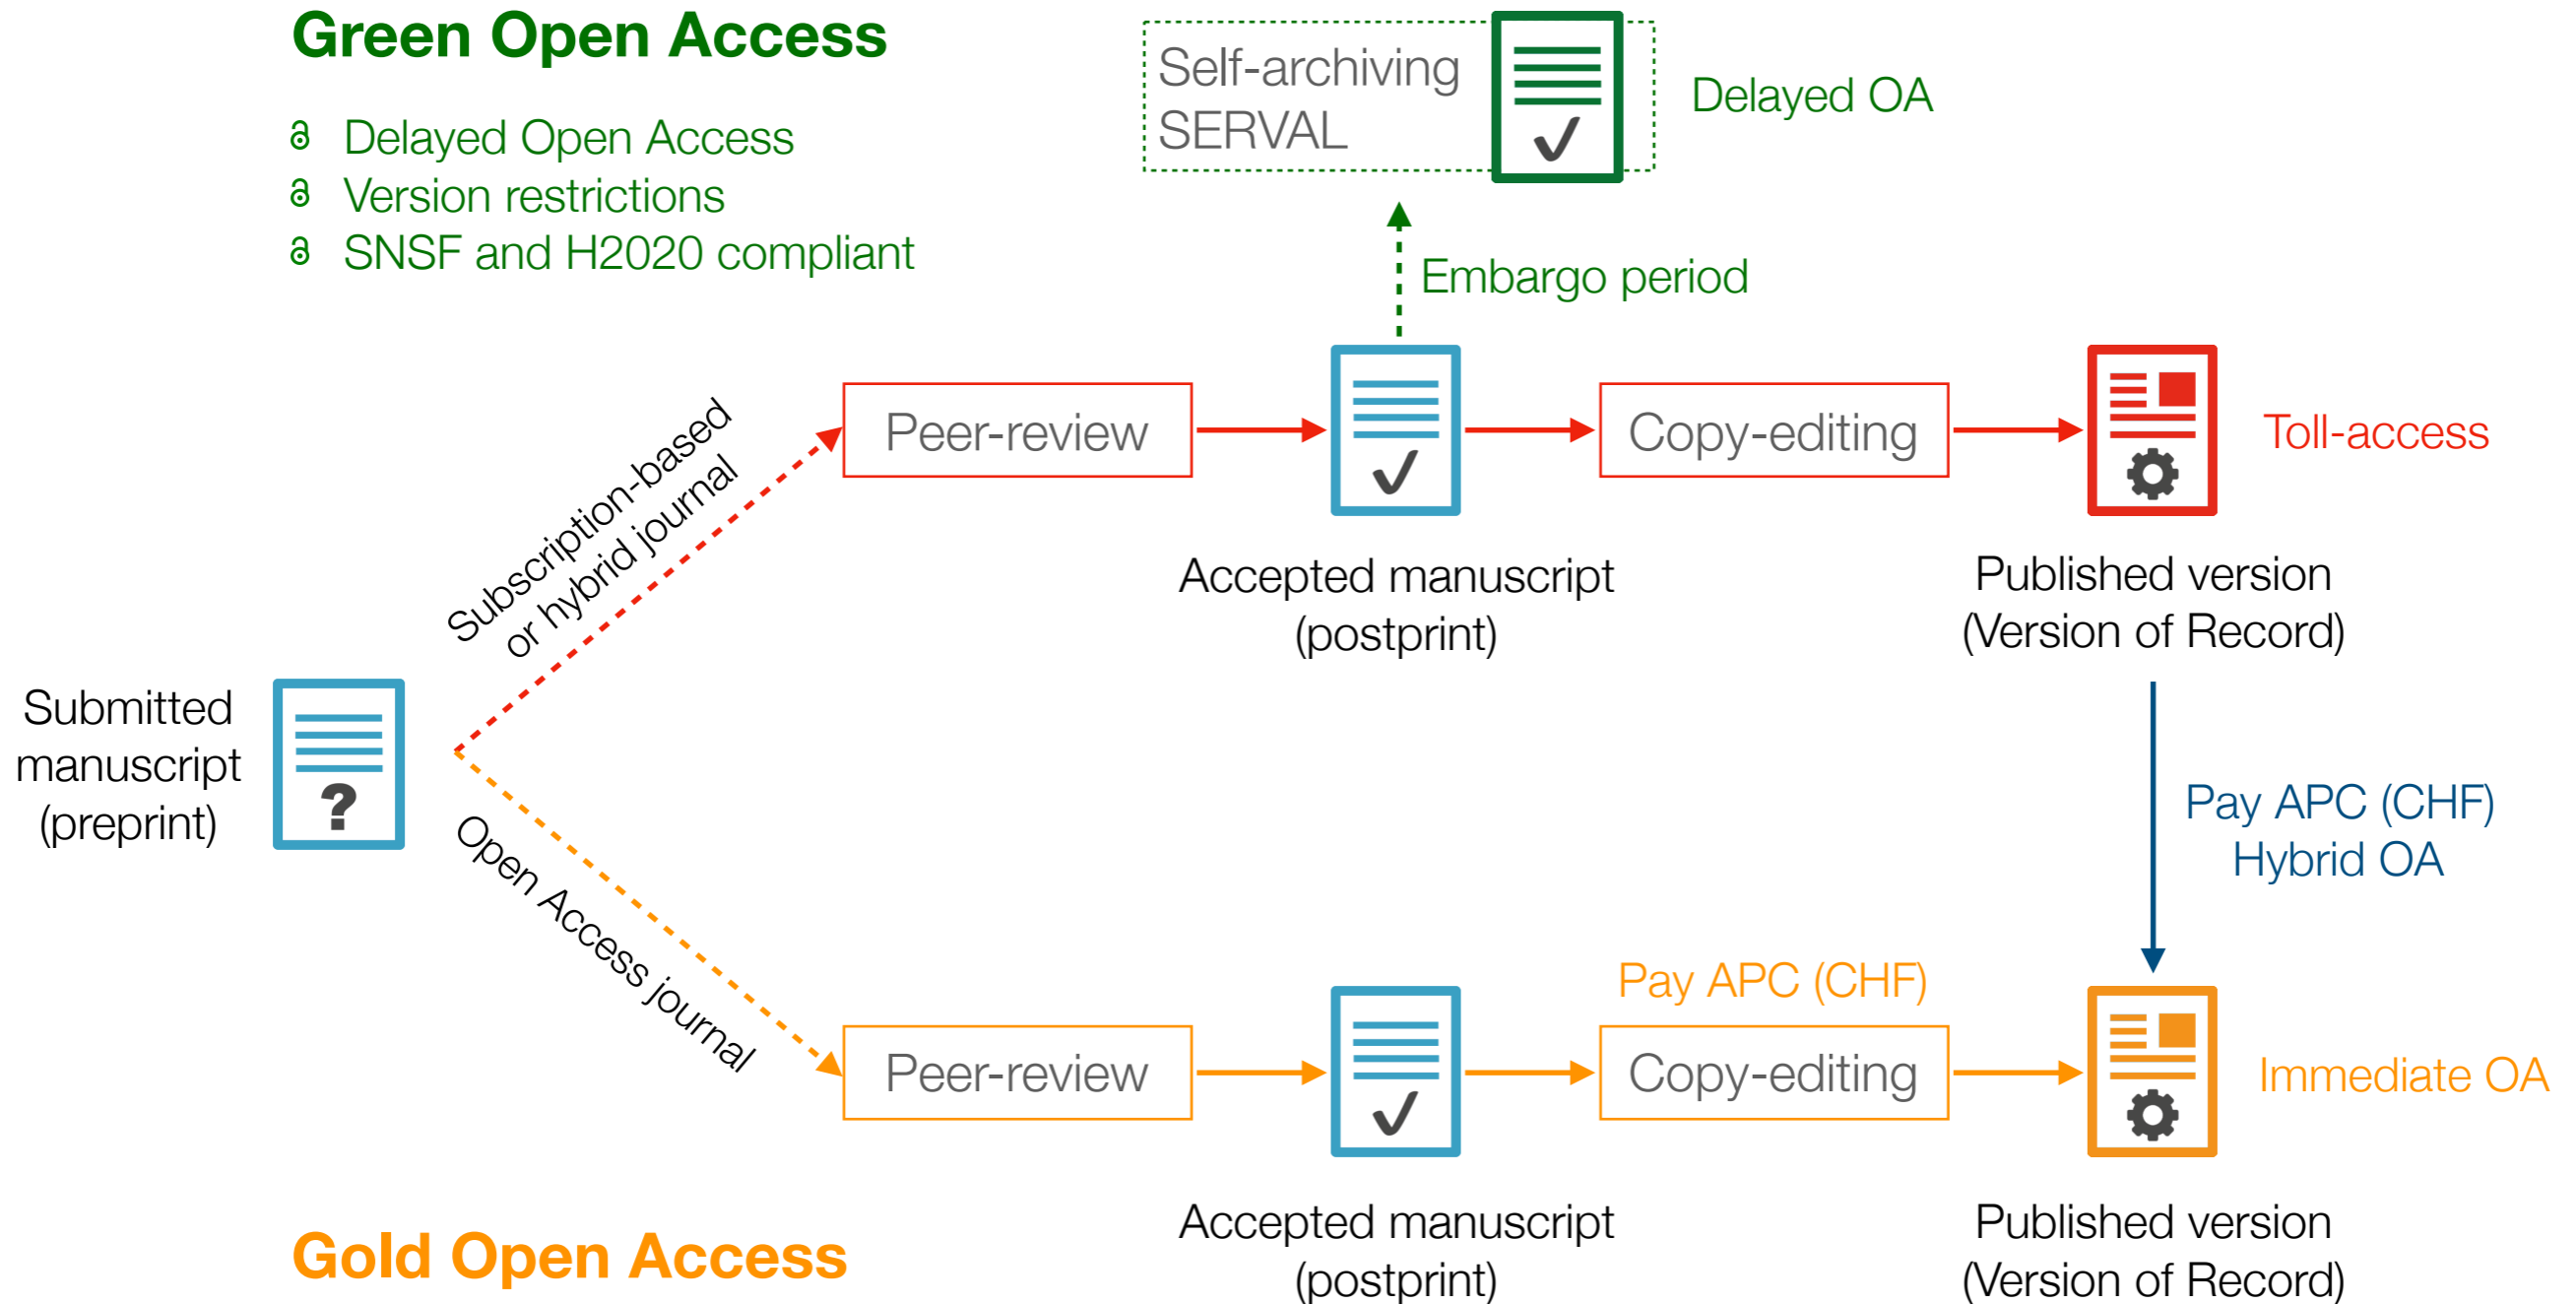 Green Open Access
Delayed Open Access
Version restrictions
SNSF and H2020 compliant
Self-archiving
SERVAL
Delayed OA
Embargo period
Subscription-based
or hybrid journal
Peer-review
Copy-editing
Toll-access
Accepted manuscript
(postprint)
Published version
(Version of Record)
Submitted
manuscript
(preprint)
?
Pay APC (CHF)
Hybrid OA
Open Access journal
Pay APC (CHF)
Peer-review
Copy-editing
Immediate OA
Accepted manuscript
(postprint)
Published version
(Version of Record)
Gold Open Access